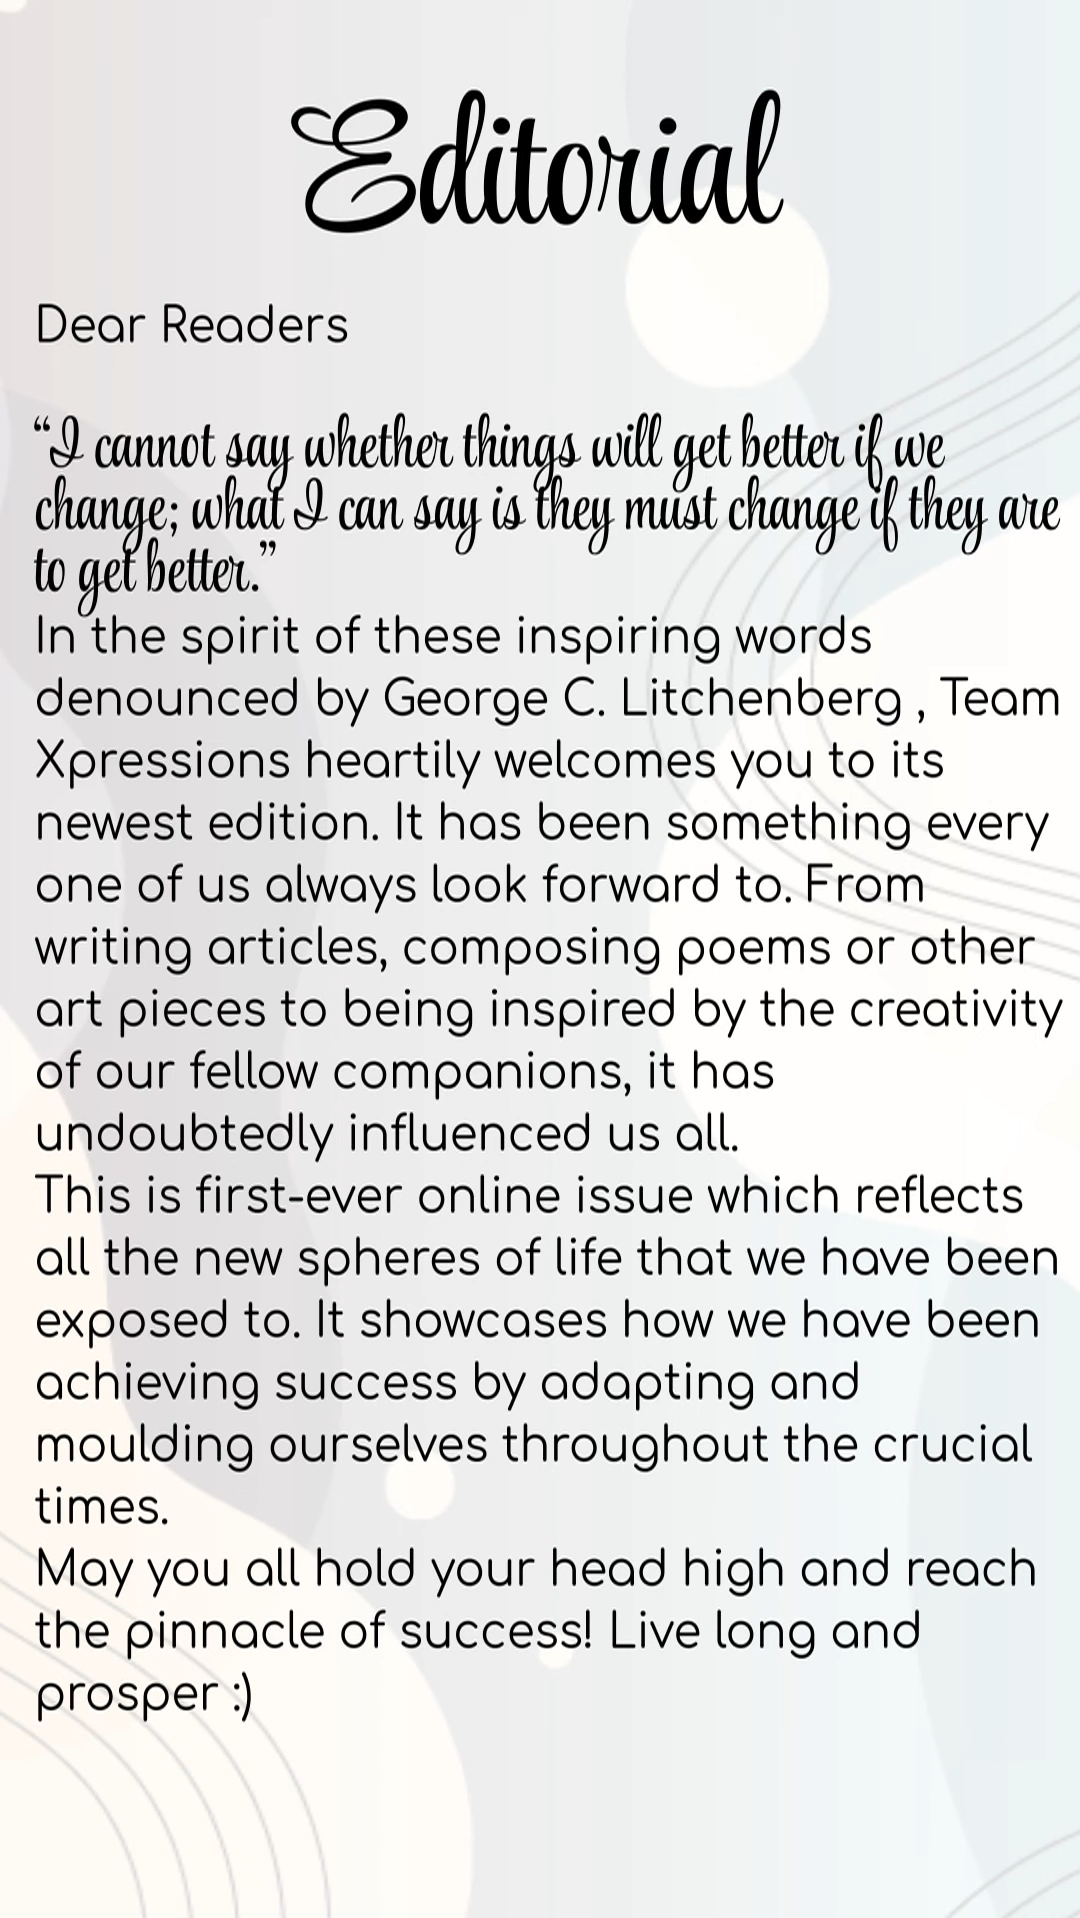 Editorial
Dear Readers
“I cannot say whether things will get better if we
change; what I can say is they must change if they are
to get better.”
In the spirit of these inspiring words
denounced by George C. Litchenberg , Team
Xpressions heartily welcomes you to its
newest edition. It has been something every
one of us always look forward to. From
writing articles, composing poems or other
art pieces to being inspired by the creativity
of our fellow companions, it has
undoubtedly influenced us all.
This is first-ever online issue which reflects
all the new spheres of life that we have been
exposed to. It showcases how we have been
achieving success by adapting and
moulding ourselves throughout the crucial
times.
May you all hold your head high and reach
the pinnacle of success! Live long and
prosper :)